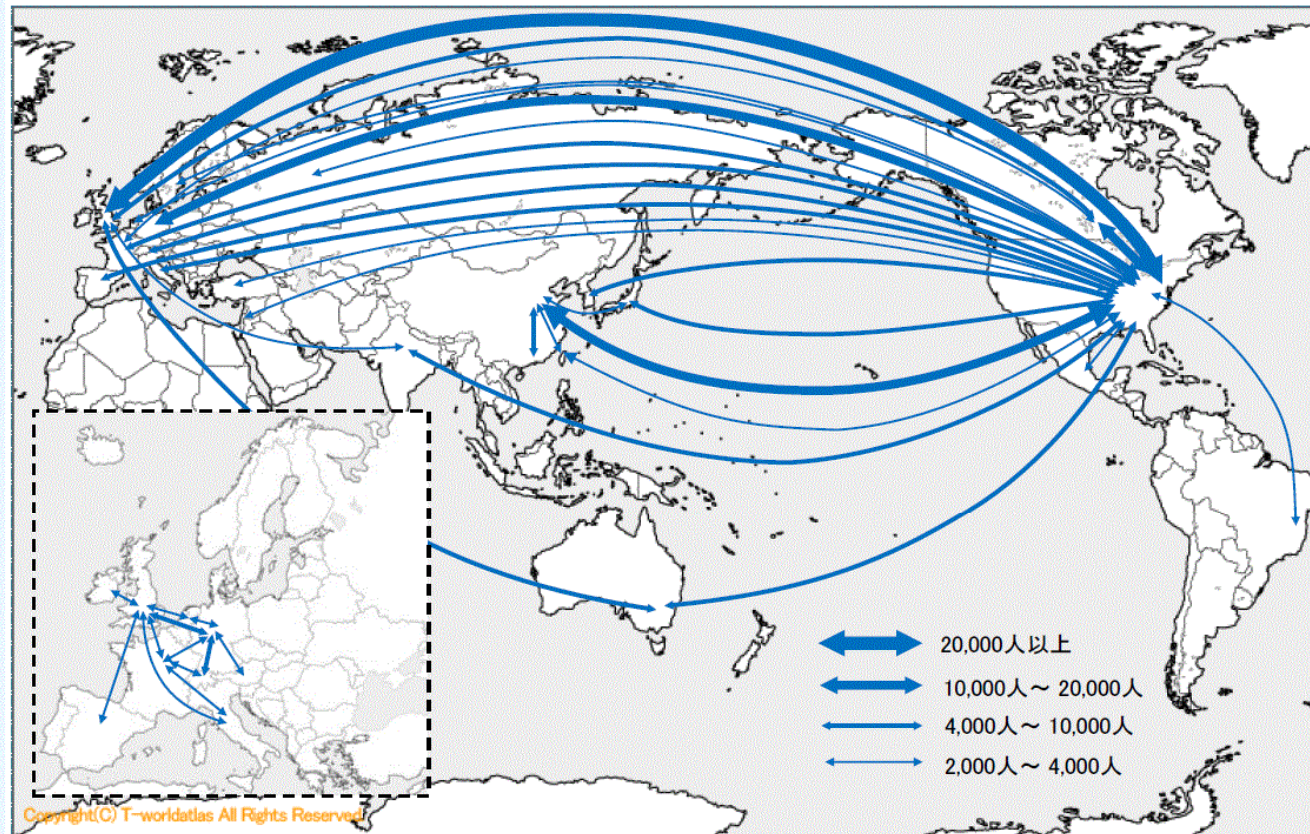 20,000人以上
10,000人～ 20,000人
4,000人～ 10,000人
2,000人～ 4,000人
Copyright(C) T-worldatlas All Rights Reserved